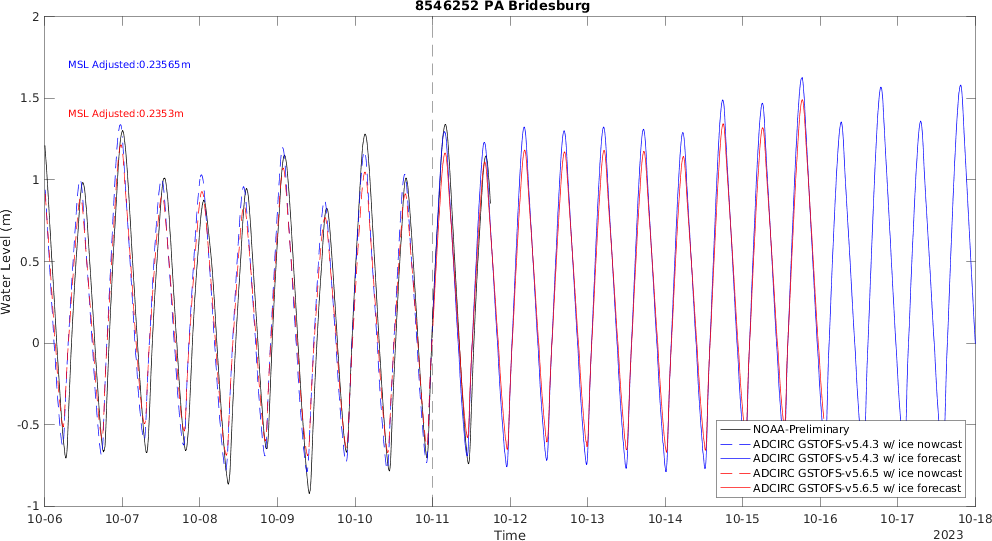 8546252 PA Bridesburg
MSL Adjusted:0.23565m
MSL Adjusted:0.2353m
Water Level (m)
2
1.5
1
0.5
0
-0.5
-1
NOAA-Preliminary
ADCIRC GSTOFS-v5.4.3 w/ ice nowcast
ADCIRC GSTOFS-v5.4.3 w/ ice forecast
ADCIRC GSTOFS-v5.6.5 w/ ice nowcast
ADCIRC GSTOFS-v5.6.5 w/ ice forecast
10-06 10-07 10-08 10-09 10-10 10-11 10-12 10-13 10-14 10-15 10-16 10-17 10-18
Time
2023